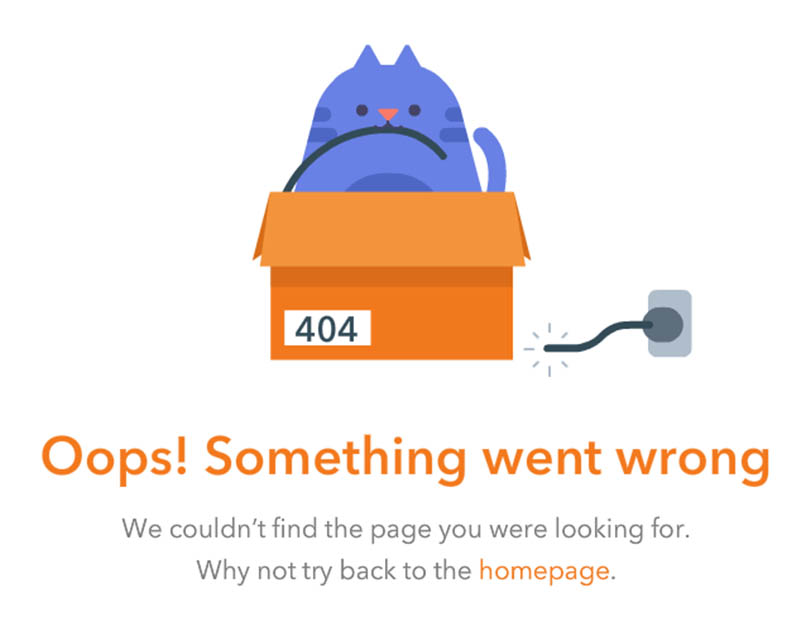 404
Oops! Something went wrong
We couldn't find the page you were looking for.
Why not try back to the homepage.